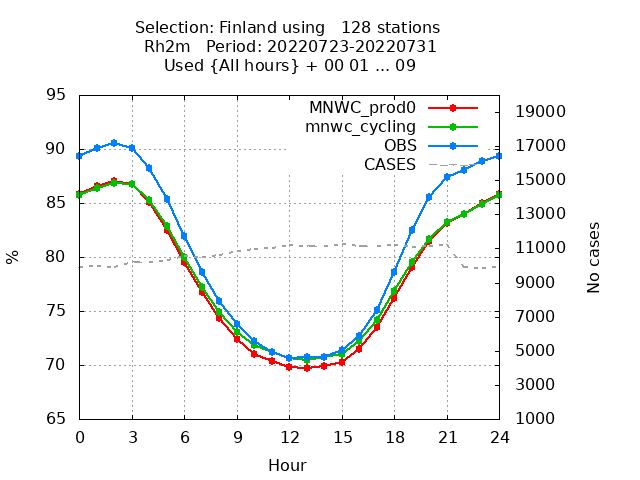 Selection: Finland using   128 stations
Rh2m   Period: 20220723-20220731
Used {All hours} + 00 01 ... 09
MNWC_prod0
mnwc_cycling
OBS
CASES
%
95
90
85
80
75
70
65
19000
17000
15000
13000
11000
9000
7000
5000
3000
1000
No cases
0 3 6 9 12 15 18 21 24
Hour